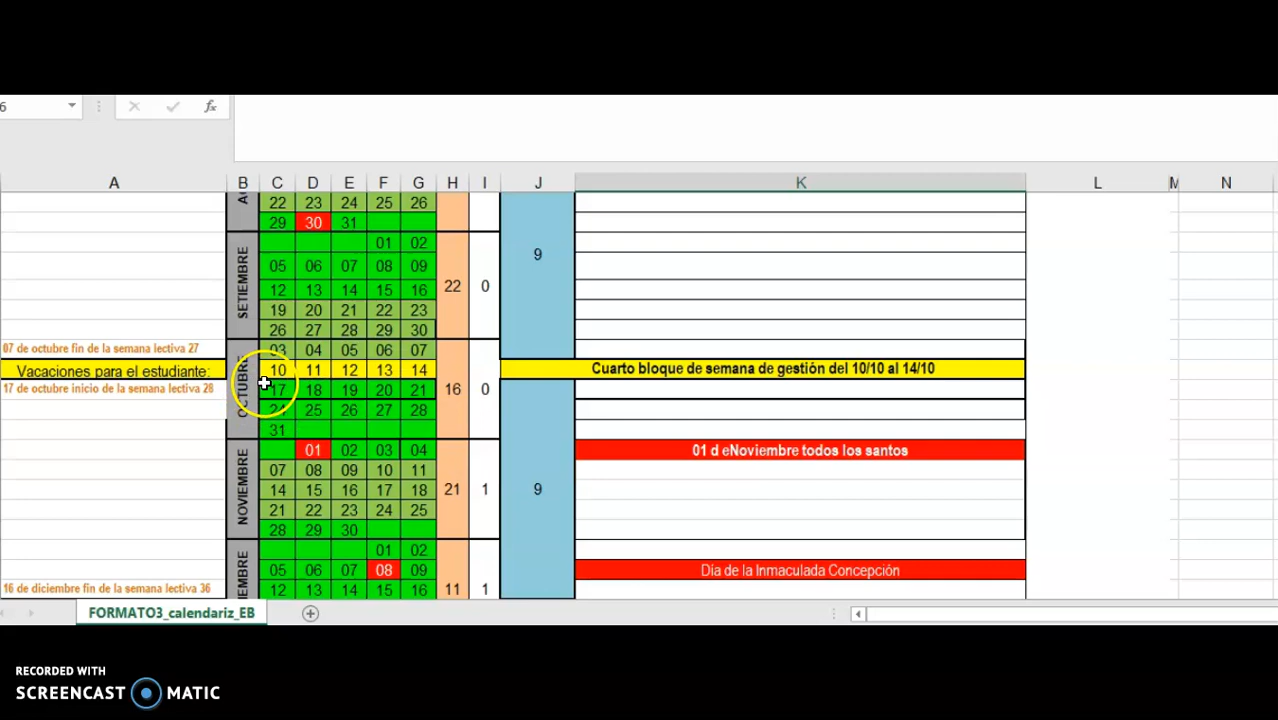 6
A B C D E F G H I J K L M N
AG
22 23 24 25 26
29 30 31
SETIEMBRE
01 02
05 06 07 08 09
12 13 14 15 16
19 20 21 22 23
26 27 28 29 30
22 0
9
07 de octubre fin de la semana lectiva 27
OCTUBRE
03 04 05 06 07
Vacaciones para el estudiante:
10 11 12 13 14
Cuarto bloque de semana de gestión del 10/10 al 14/10
17 de octubre inicio de la semana lectiva 28
17 18 19 20 21
16 0
24 25 26 27 28
31
NOVIEMBRE
01 02 03 04
01 d eNoviembre todos los santos
07 08 09 10 11
14 15 16 17 18
21 1
9
21 22 23 24 25
28 29 30
IEMBRE
01 02
05 06 07 08 09
Día de la Inmaculada Concepción
16 de diciembre fin de la semana lectiva 36
12 13 14 15 16
11 1
FORMATO3_calendariz_EB
RECORDED WITH
SCREENCAST MATIC